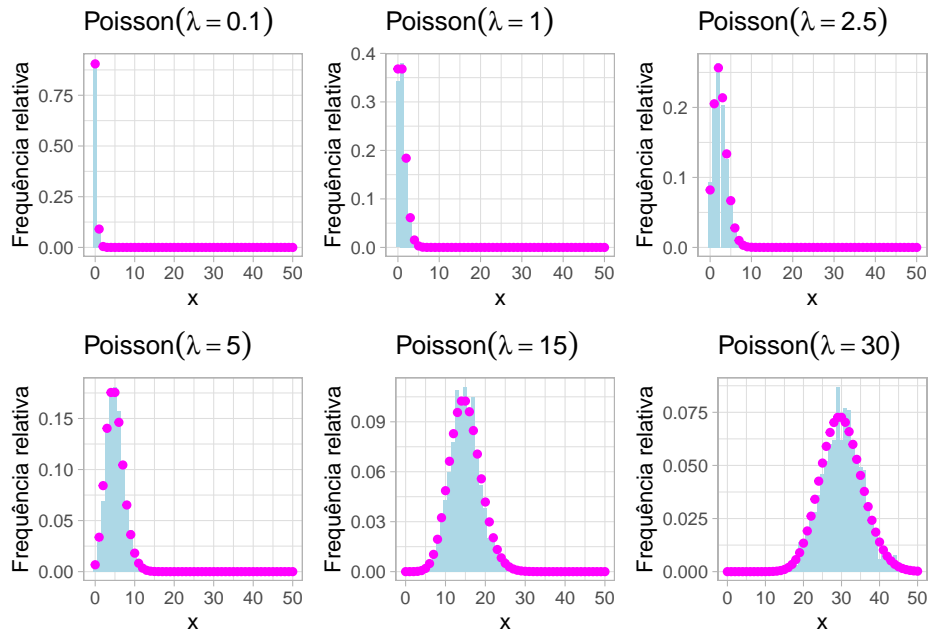 Poisson(λ = 0.1)
Frequência relativa
0.75
0.50
0.25
0.00
0 10 20 30 40 50
x
Poisson(λ = 1)
Frequência relativa
0.4
0.3
0.2
0.1
0.0
0 10 20 30 40 50
x
Poisson(λ = 2.5)
Frequência relativa
0.2
0.1
0.0
0 10 20 30 40 50
x
Poisson(λ = 5)
Frequência relativa
0.15
0.10
0.05
0.00
0 10 20 30 40 50
x
Poisson(λ = 15)
Frequência relativa
0.09
0.06
0.03
0.00
0 10 20 30 40 50
x
Poisson(λ = 30)
Frequência relativa
0.075
0.050
0.025
0.000
0 10 20 30 40 50
x